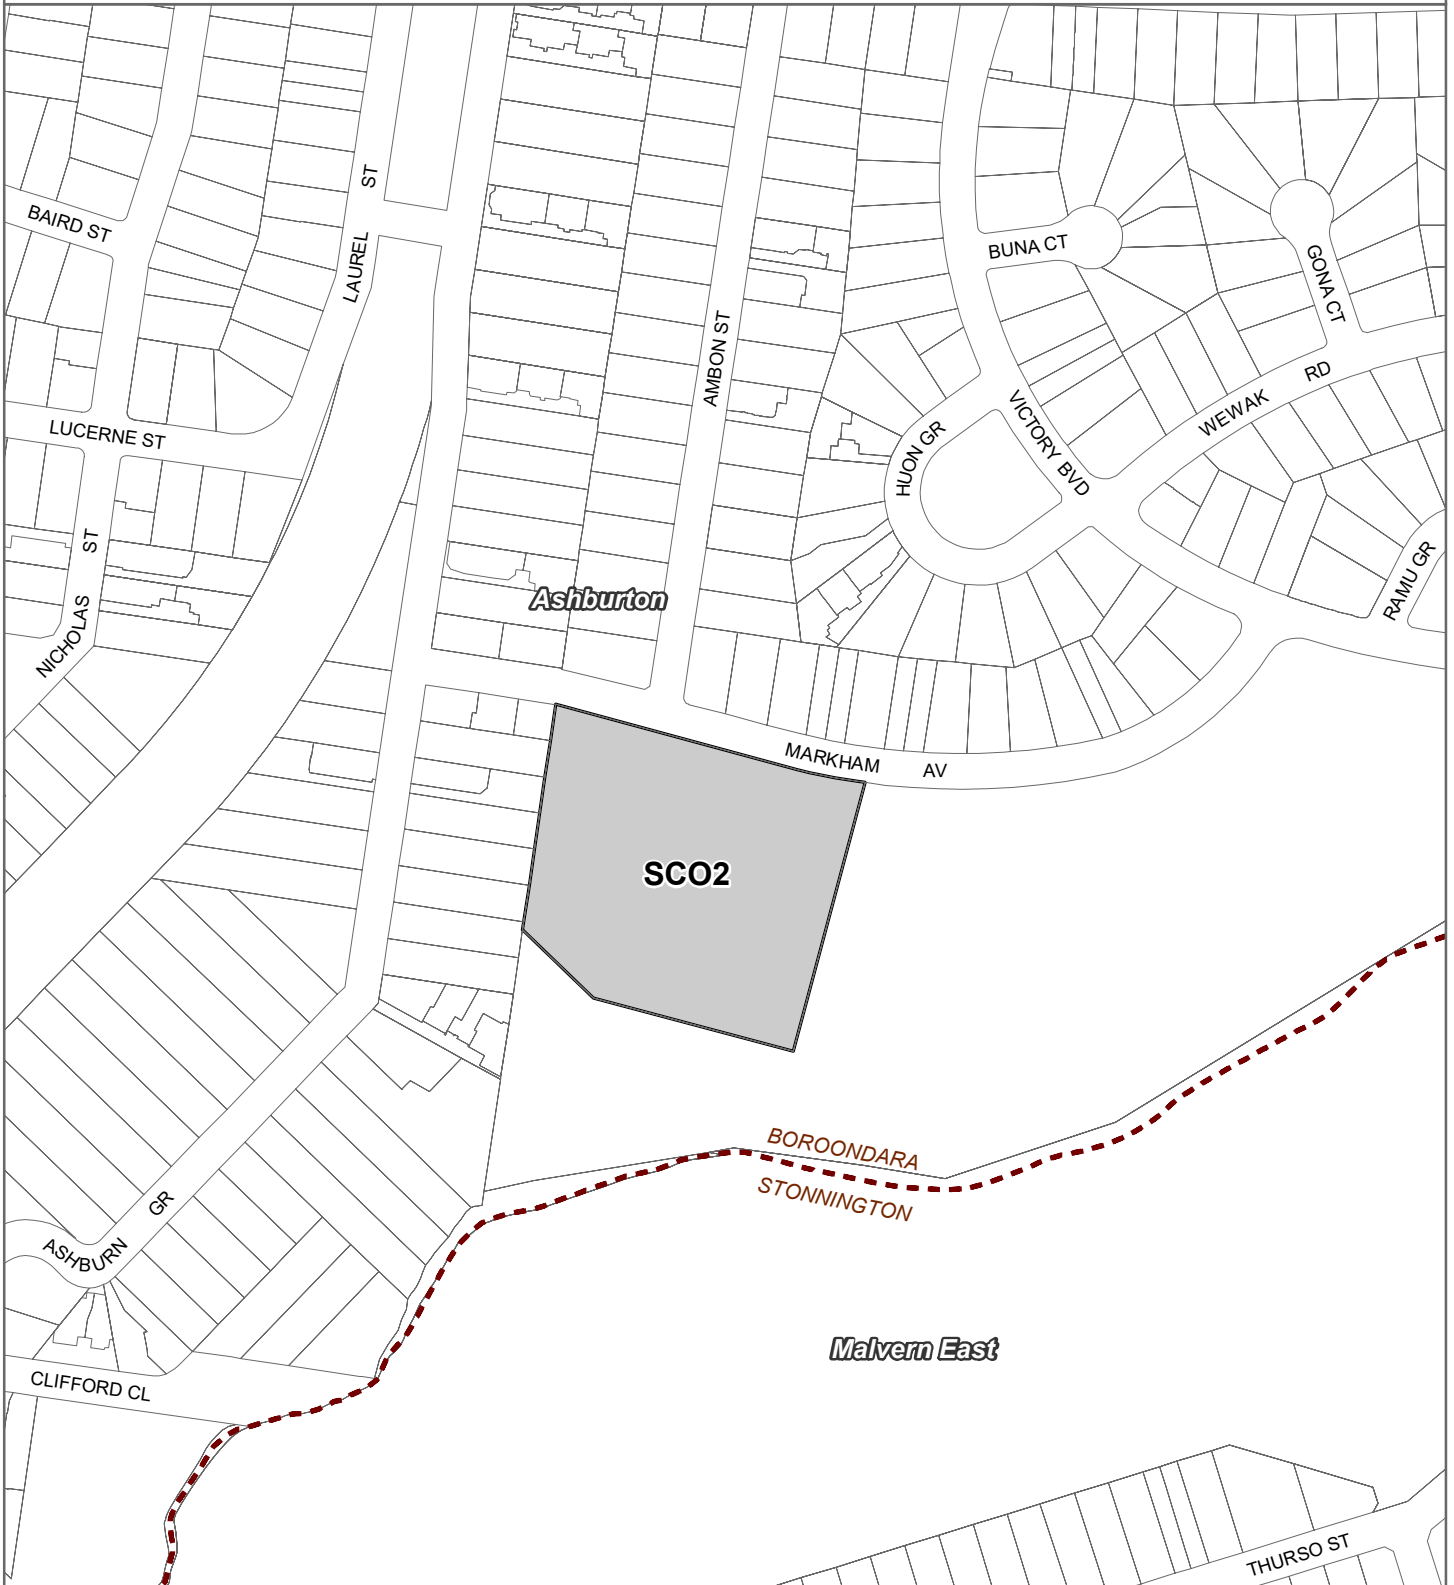 ST
LAUREL
BAIRD ST
BUNA CT
GONA CT
AMBON ST
WEWAK
RD
VICTORY BVD
HUON GR
LUCERNE ST
ST
NICHOLAS
RAMU GR
Ashburton
MARKHAM
AV
SCO2
BOROONDARA
STONNINGTON
GR
ASHBURN
Malvern East
CLIFFORD CL
THURSO ST